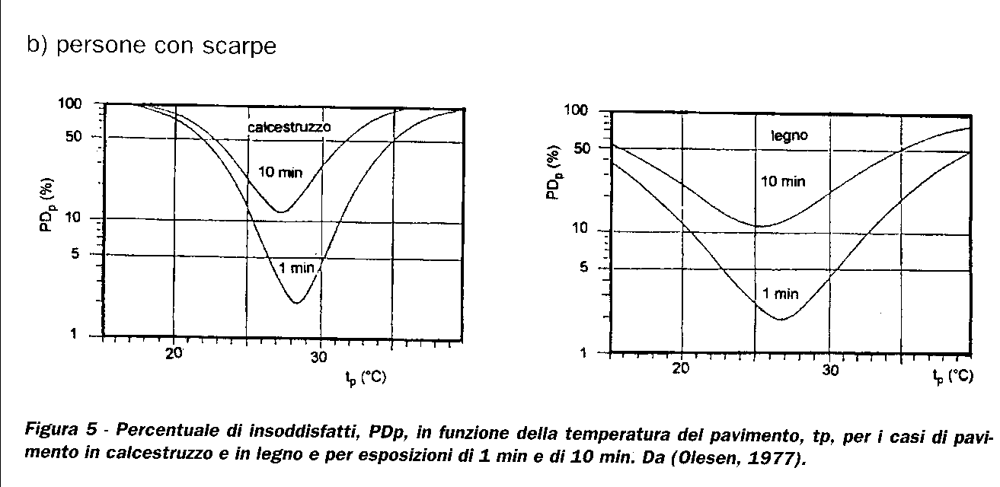 b) persone con scarpe
100
50
10
5
1
PDp (%)
calcestruzzo
10 min
1 min
20
30
tp (°C)
100
50
10
5
1
PDp (%)
legno
10 min
1 min
20
30
tp (°C)
Figura 5 - Percentuale di insoddisfatti, PDp, in funzione della temperatura del pavimento, tp, per i casi di pavi-
mento in calcestruzzo e in legno e per esposizioni di 1 min e di 10 min. Da (Olesen, 1977).